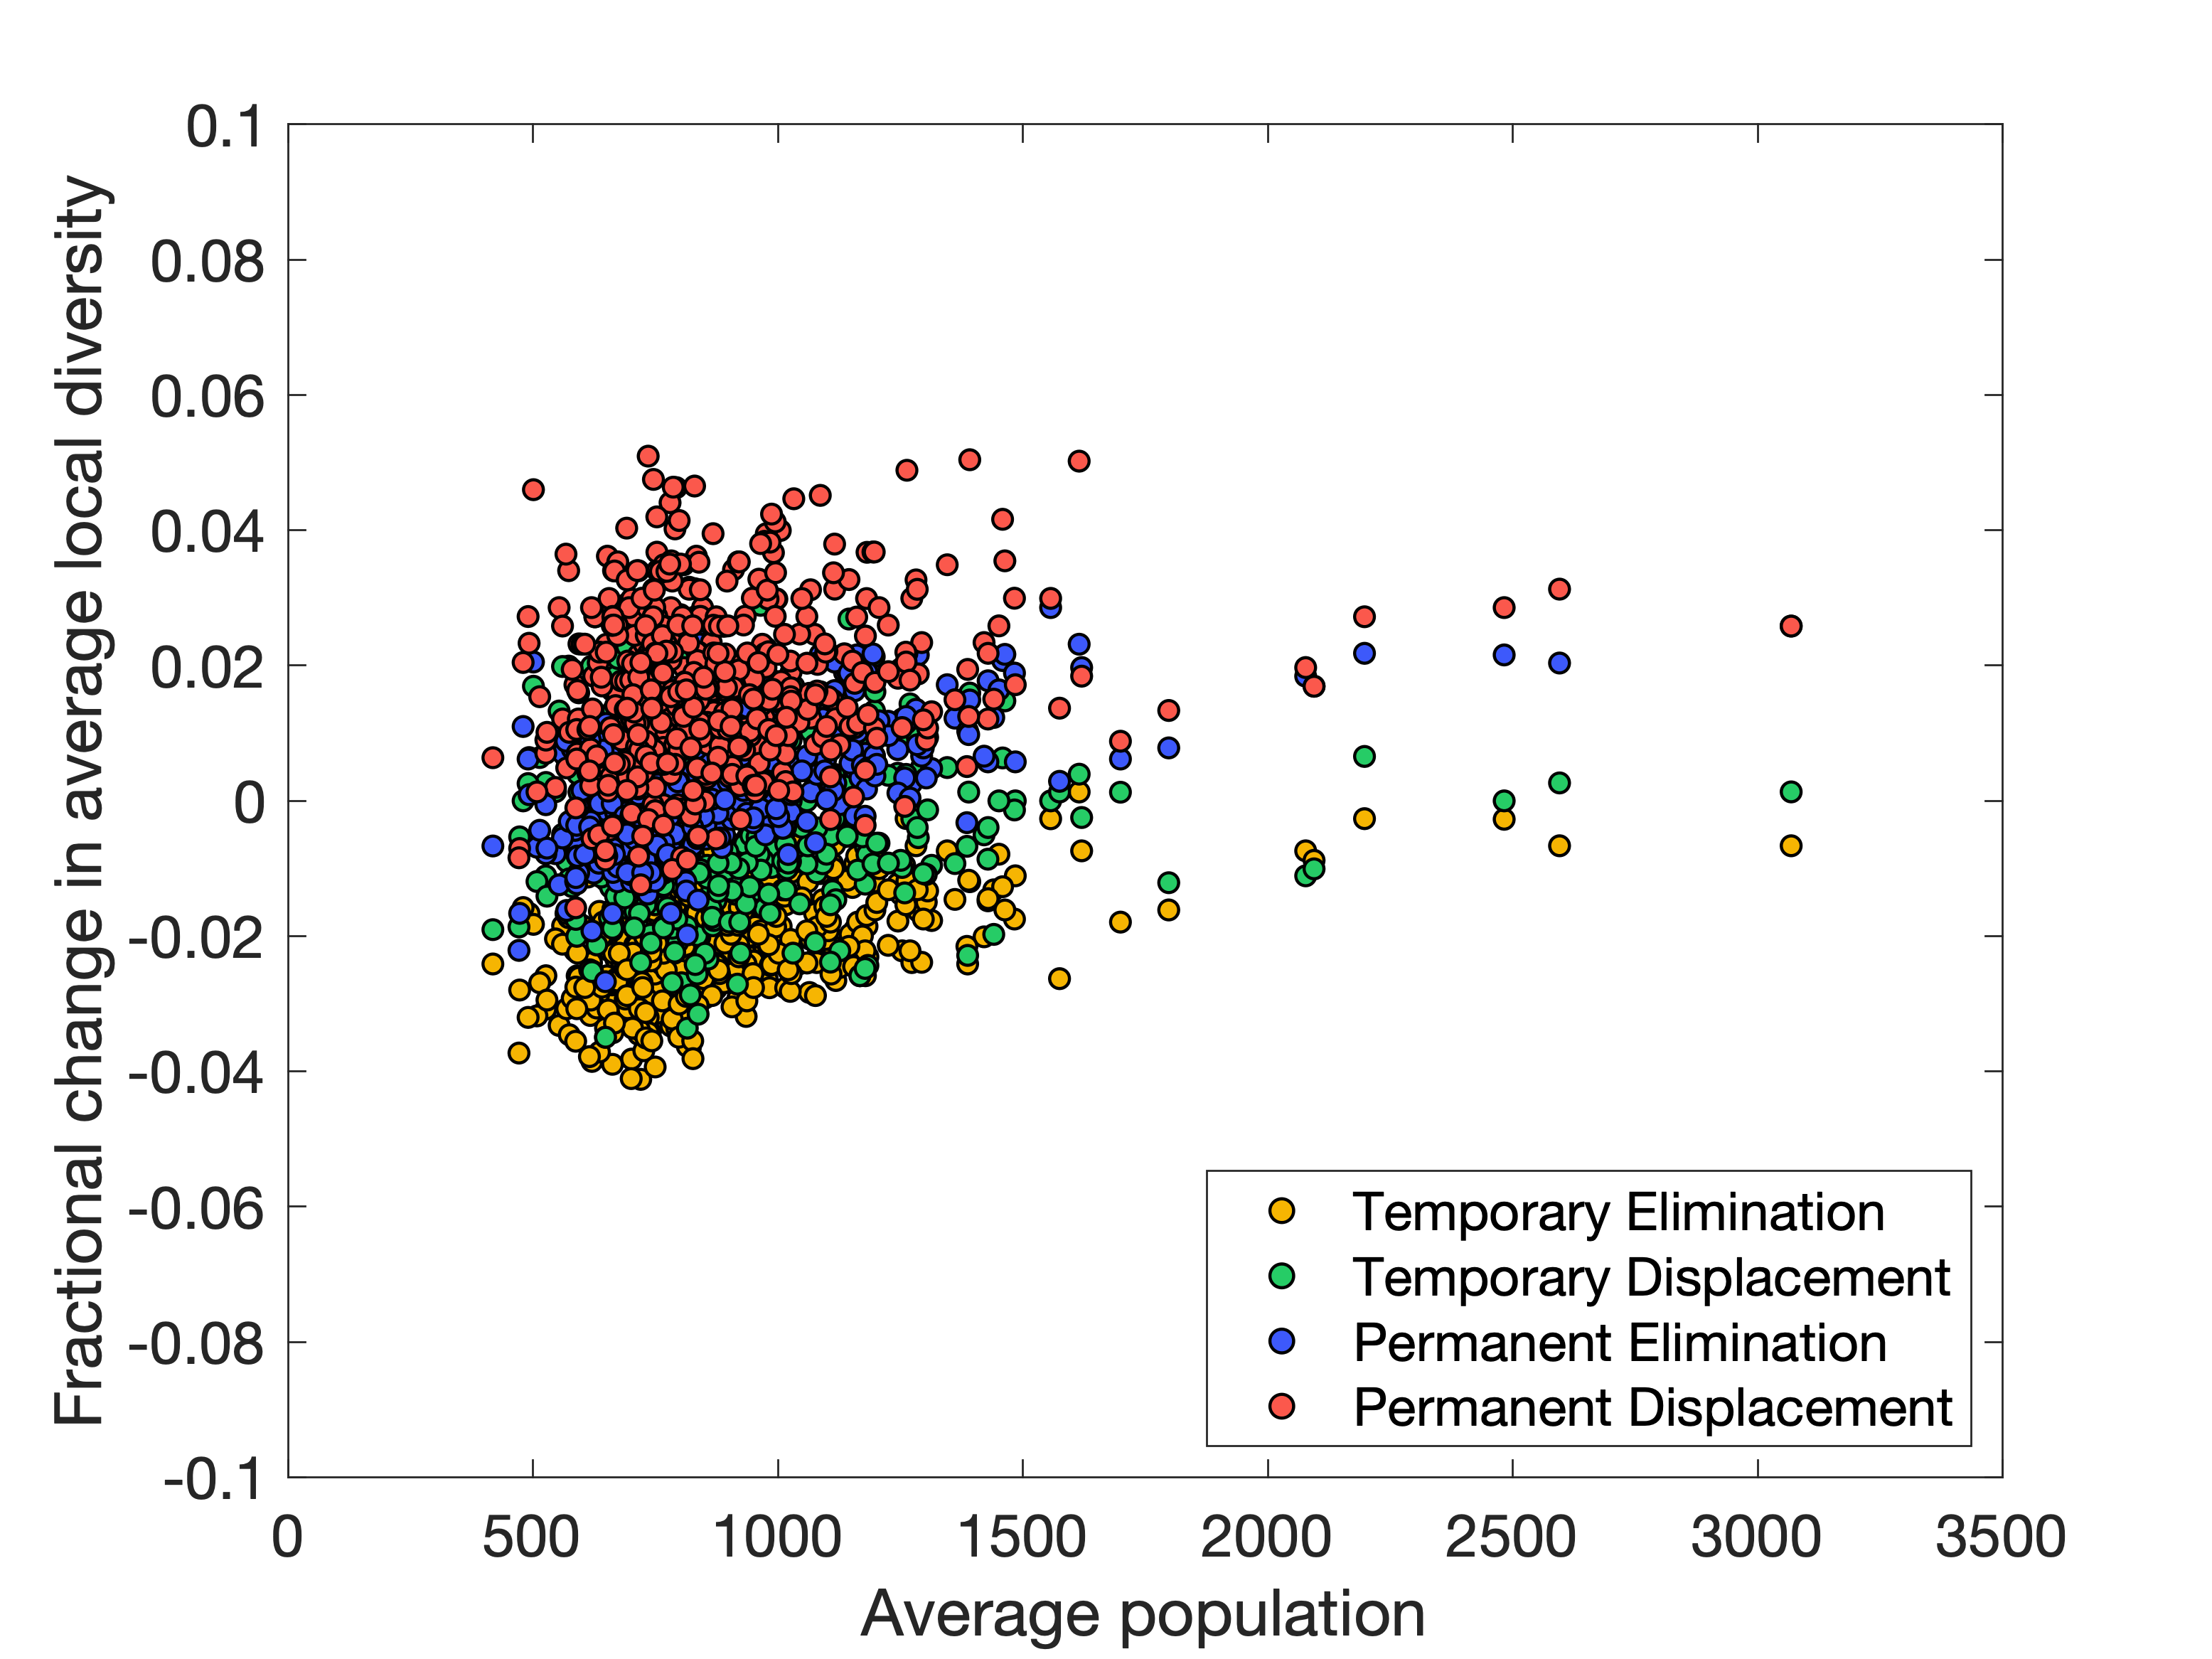 0.1
0.08
0.06
0.04
0.02
0
-0.02
-0.04
-0.06
-0.08
-0.1
Fractional change in average local diversity
0 500 1000 1500 2000 2500 3000 3500
Average population
Temporary Elimination
Temporary Displacement
Permanent Elimination
Permanent Displacement